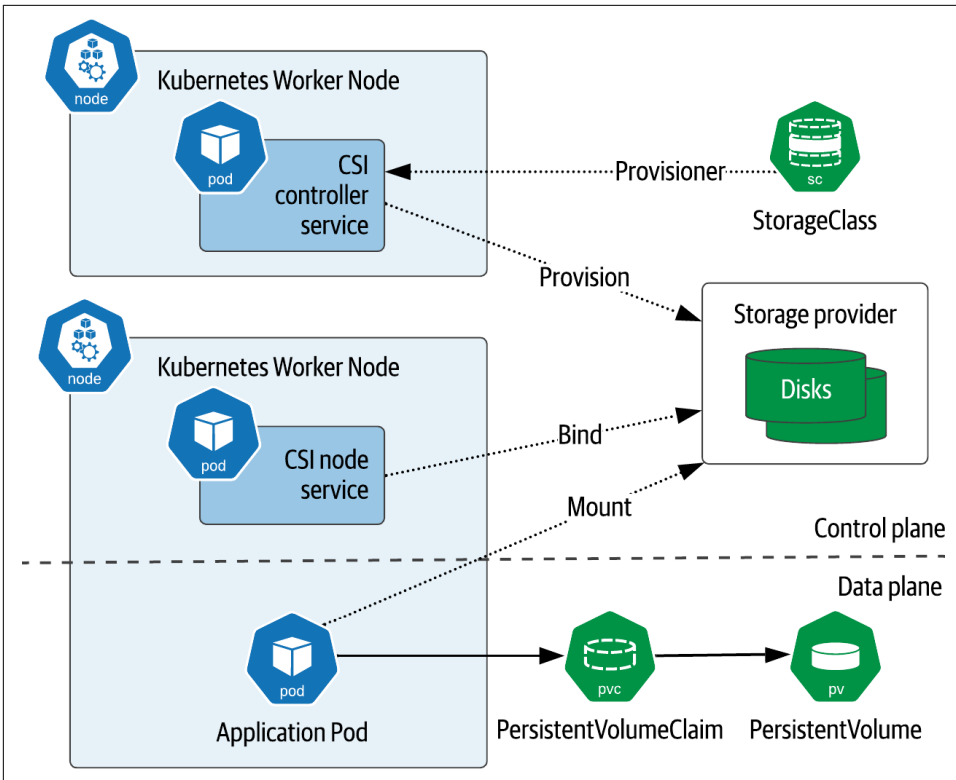 node
Kubernetes Worker Node
pod
CSI
controller
service
Provisioner
sc
StorageClass
Provision
Storage provider
Disks
node
Kubernetes Worker Node
pod
CSI node
service
Bind
Mount
Control plane
Data plane
pod
Application Pod
pvc
PersistentVolumeClaim
pv
PersistentVolume